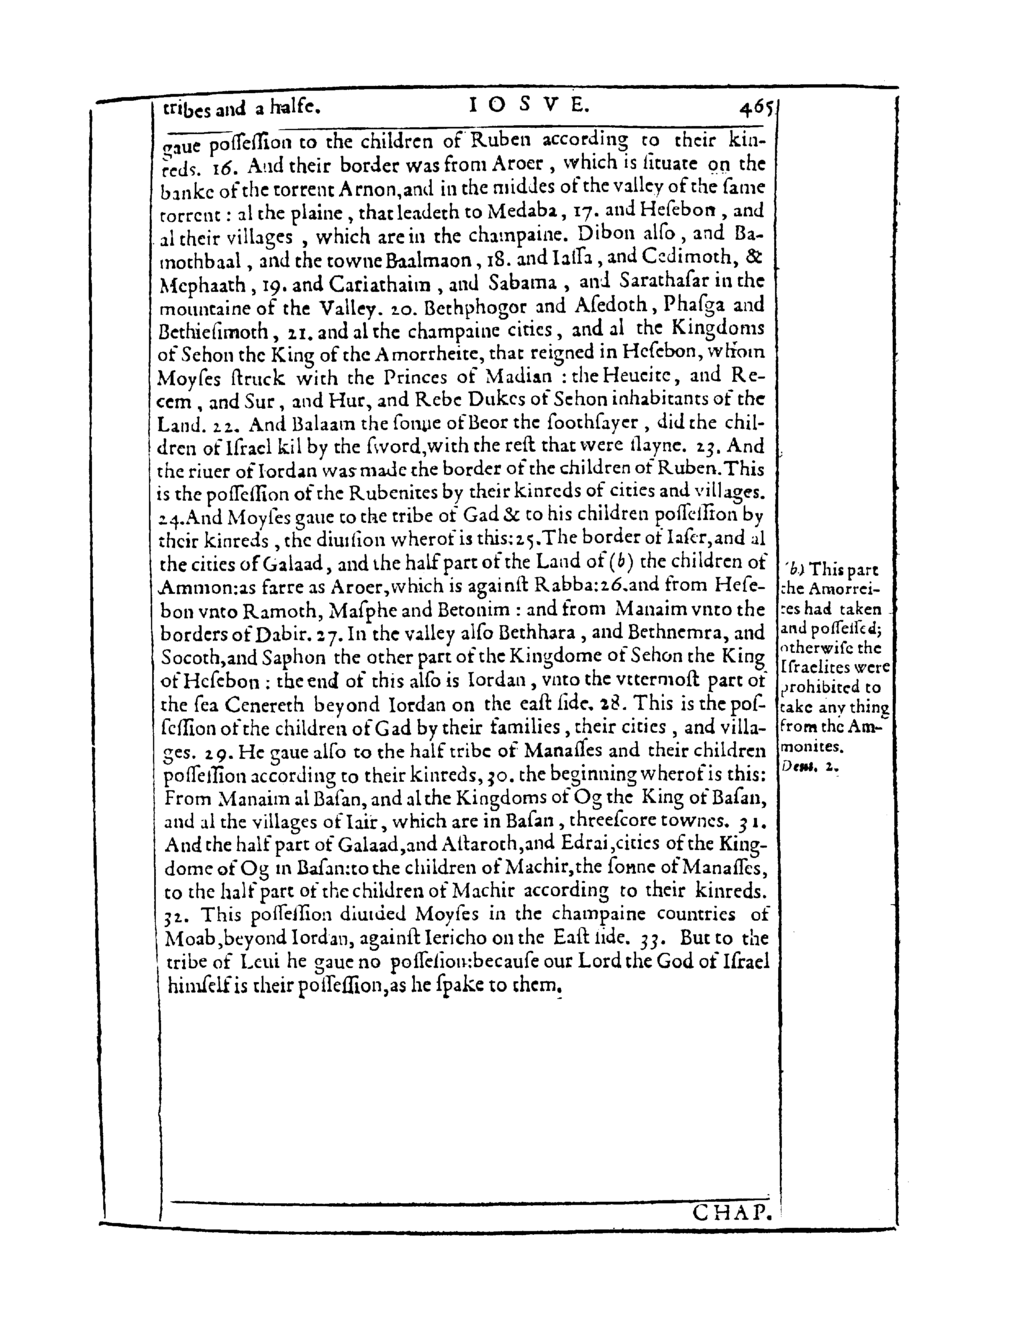 tribes and a halfe. IOSVE. 465
gaue poſſeſſion to the children of Ruben according to their kin-
reds. 16. And their border was from Aroer, which is ſituate on the
banke of the torrent Arnon, and in the middes of the valley of the ſame
torrent: al the plaine, that leadeth to Medaba, 17. and Heſebon, and
al their villages, which are in the champaine. Dibon alſo, and Ba-
mothbaal, and the towne Baalmaon, 18. and Iaſſa, and Cedimoth, &
Mephaath, 19. and Cariathaim, and Sabama, and Sarathaſar in the
mountaine of the Valley. 20. Bethphogor and Aſedoth, Phaſga and
Bethieſimoth, 21. and al the champaine cities, and al the Kingdoms
of Sehon the King of the Amorrheite, that reigned in Heſebon, whom
Moyſes ſtruck with the Princes of Madian: the Heueite, and Re-
cem, and Sur, and Hur, and Rebe Dukes of Sehon inhabitants of the
Land. 22. And Balaam the ſonne of Beor the ſoothſayer, did the chil-
dren of Iſrael kil by the ſword, with the reſt that were ſlayne. 23. And
the riuer of Iordan was made the border of the children of Ruben. This
is the poſſeſſion of the Rubenites by their kinreds of cities and villages.
24. And Moyſes gaue to the tribe of Gad & to his children poſſeſſion by
their kinreds, the diuiſion wherof is this: 25. The border of Iaſer, and al
the cities of Galaad, and the half part of the Land of (b) the children of
Ammon: as farre as Aroer, which is againſt Rabba: 26. and from Heſe-
bon vnto Ramoth, Maſphe and Betonim: and from Manaim vnto the
borders of Dabir. 27. In the valley alſo Bethhara, and Bethnemra, and
Socoth, and Saphon the other part of the Kingdome of Sehon the King
of Heſebon: the end of this alſo is Iordan, vnto the vttermoſt part of
the ſea Cenereth beyond Iordan on the eaſt ſide. 28. This is the poſ-
ſeſſion of the children of Gad by their families, their cities, and villa-
ges. 29. He gaue alſo to the half tribe of Manaſſes and their children
poſſeſſion according to their kinreds, 30. the beginning wherof is this:
From Manaim al Baſan, and al the Kingdoms of Og the King of Baſan,
and al the villages of Iair, which are in Baſan, threeſcore townes. 31.
And the half part of Galaad, and Aſtaroth, and Edrai, cities of the King-
dome of Og in Baſan: to the children of Machir, the ſonne of Manaſſes,
to the half part of the children of Machir according to their kinreds.
32. This poſſeſſion diuided Moyſes in the champaine countries of
Moab, beyond Iordan, againſt Iericho on the Eaſt ſide. 33. But to the
tribe of Leui he gaue no poſſeſion: becauſe our Lord the God of Iſrael
himſelf is their poſſeſſion, as he ſpake to them.
(b) This part
the Amorrei-
tes had taken
and poſſeſſed;
otherwiſe the
Iſraelites were
prohibited to
take any thing
from the Am-
monites.
Deut. 2.
CHAP.